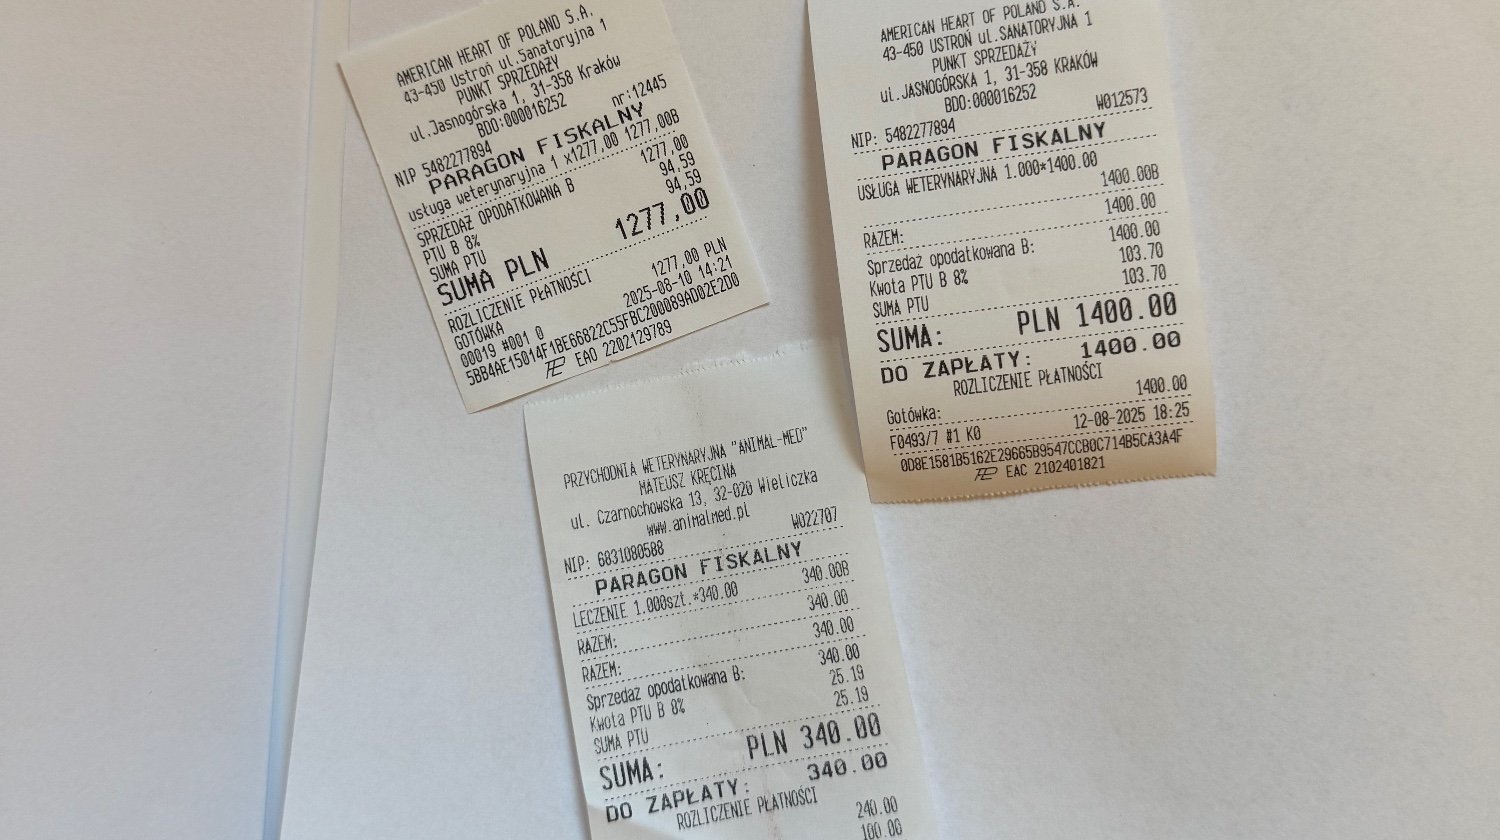 AMERICAN HEART OF POLAND S.A.
43-450 Ustroń ul.Sanatoryjna 1
PUNKT SPRZEDAŻY
ul.Jasnogórska 1, 31-358 Kraków
BDO:000016252
NIP 5482277894 nr:12445
PARAGON FISKALNY
usługa weterynaryjna 1 x1277,00 1277,00B
SPRZEDAŻ OPODATKOWANA B 1277,00
PTU B 8% 94,59
SUMA PTU 94,59
SUMA PLN 1277,00
ROZLICZENIE PŁATNOŚCI
GOTÓWKA 1277,00 PLN
00019 #001 0 2025-08-10 14:21
5BB4AE15014F1BE66822C55FBC200089AD02E2D0
EAO 2202129789
AMERICAN HEART OF POLAND S.A.
43-450 USTROŃ ul.SANATORYJNA 1
PUNKT SPRZEDAŻY
ul.JASNOGÓRSKA 1, 31-358 KRAKÓW
BDO:000016252
NIP: 5482277894 W012573
PARAGON FISKALNY
USŁUGA WETERYNARYJNA 1.000*1400.00
1400.00B
RAZEM: 1400.00
Sprzedaż opodatkowana B: 1400.00
Kwota PTU B 8% 103.70
SUMA PTU 103.70
SUMA: PLN 1400.00
DO ZAPŁATY: 1400.00
ROZLICZENIE PŁATNOŚCI
Gotówka: 1400.00
F0493/7 #1 K0 12-08-2025 18:25
0D8E1581B5162E29665B9547CCB0C714B5CA3A4F
EAC 2102401821
PRZYCHODNIA WETERYNARYJNA "ANIMAL-MED"
MATEUSZ KRĘCINA
ul. Czarnochowska 13, 32-020 Wieliczka
www.animalmed.pl
NIP: 6831080588 W022707
PARAGON FISKALNY
LECZENIE 1.000szt.*340.00 340.00B
RAZEM: 340.00
RAZEM: 340.00
Sprzedaż opodatkowana B: 340.00
Kwota PTU B 8% 25.19
SUMA PTU 25.19
SUMA: PLN 340.00
DO ZAPŁATY: 340.00
ROZLICZENIE PŁATNOŚCI
240.00
100.00